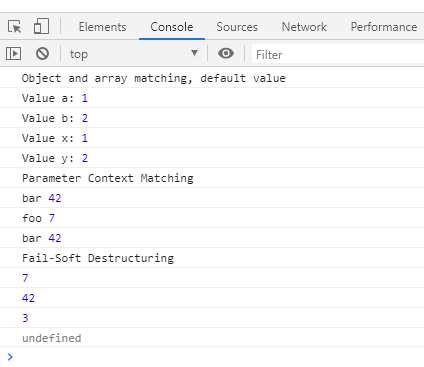 Elements Console Sources Network Performance
top ▼ Filter
Object and array matching, default value
Value a: 1
Value b: 2
Value x: 1
Value y: 2
Parameter Context Matching
bar 42
foo 7
bar 42
Fail-Soft Destructuring
7
42
3
undefined
>